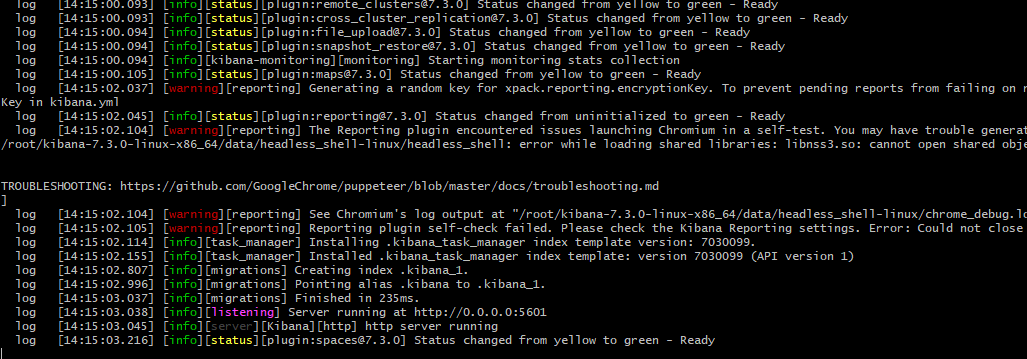 log [14:15:00.093] [info][status][plugin:remote_clusters@7.3.0] Status changed from yellow to green - Ready
log [14:15:00.093] [info][status][plugin:cross_cluster_replication@7.3.0] Status changed from yellow to green - Ready
log [14:15:00.094] [info][status][plugin:file_upload@7.3.0] Status changed from yellow to green - Ready
log [14:15:00.094] [info][status][plugin:snapshot_restore@7.3.0] Status changed from yellow to green - Ready
log [14:15:00.094] [info][kibana-monitoring][monitoring] Starting monitoring stats collection
log [14:15:00.105] [info][status][plugin:maps@7.3.0] Status changed from yellow to green - Ready
log [14:15:02.037] [warning][reporting] Generating a random key for xpack.reporting.encryptionKey. To prevent pending reports from failing on r
Key in kibana.yml
log [14:15:02.045] [info][status][plugin:reporting@7.3.0] Status changed from uninitialized to green - Ready
log [14:15:02.104] [warning][reporting] The Reporting plugin encountered issues launching Chromium in a self-test. You may have trouble generat
/root/kibana-7.3.0-linux-x86_64/data/headless_shell-linux/headless_shell: error while loading shared libraries: libnss3.so: cannot open shared obje
TROUBLESHOOTING: https://github.com/GoogleChrome/puppeteer/blob/master/docs/troubleshooting.md
]
log [14:15:02.104] [warning][reporting] See Chromium's log output at "/root/kibana-7.3.0-linux-x86_64/data/headless_shell-linux/chrome_debug.lo
log [14:15:02.105] [warning][reporting] Reporting plugin self-check failed. Please check the Kibana Reporting settings. Error: Could not close
log [14:15:02.114] [info][task_manager] Installing .kibana_task_manager index template version: 7030099.
log [14:15:02.155] [info][task_manager] Installed .kibana_task_manager index template: version 7030099 (API version 1)
log [14:15:02.807] [info][migrations] Creating index .kibana_1.
log [14:15:02.996] [info][migrations] Pointing alias .kibana to .kibana_1.
log [14:15:03.037] [info][migrations] Finished in 235ms.
log [14:15:03.038] [info][listening] Server running at http://0.0.0.0:5601
log [14:15:03.045] [info][server][Kibana][http] http server running
log [14:15:03.216] [info][status][plugin:spaces@7.3.0] Status changed from yellow to green - Ready